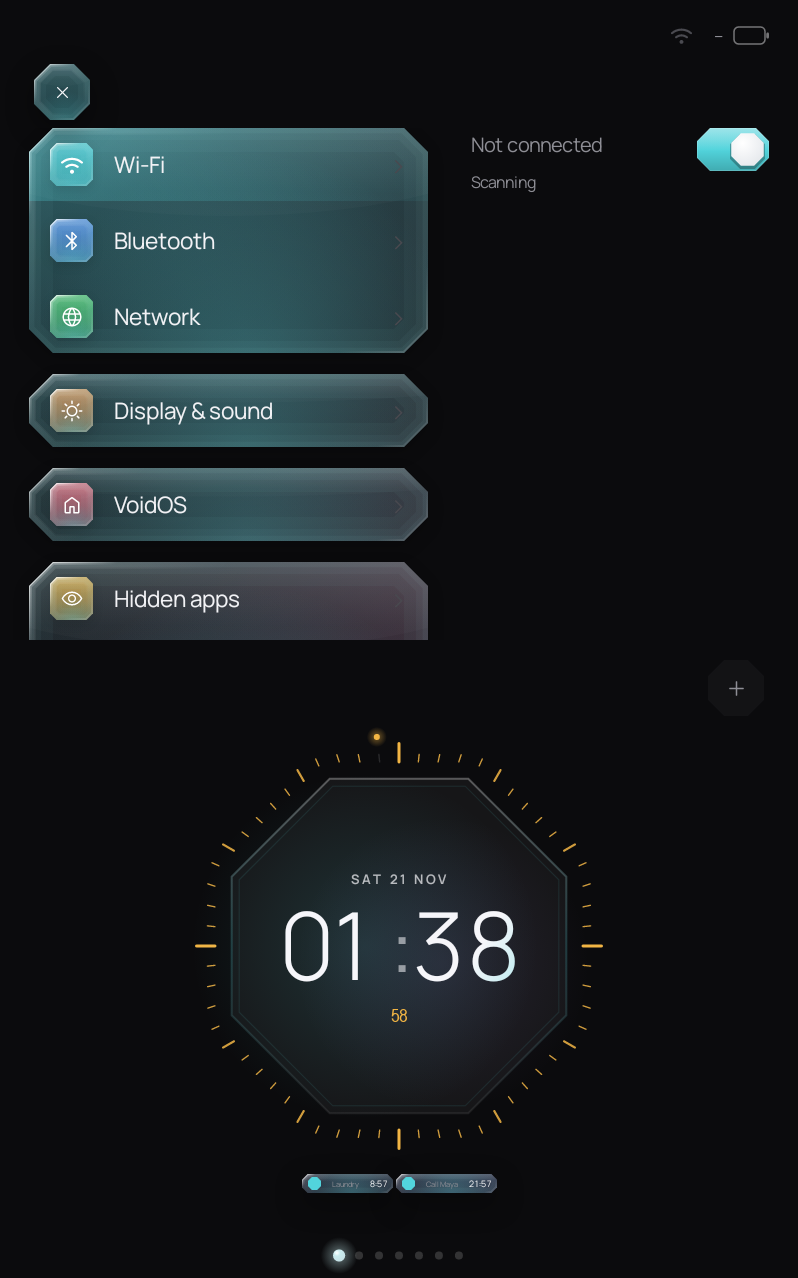 –
Wi-Fi
Not connected
Scanning
Bluetooth
Network
Display & sound
VoidOS
Hidden apps
SAT 21 NOV
01 :38
58
Laundry 8:57
Call Maya 21:57